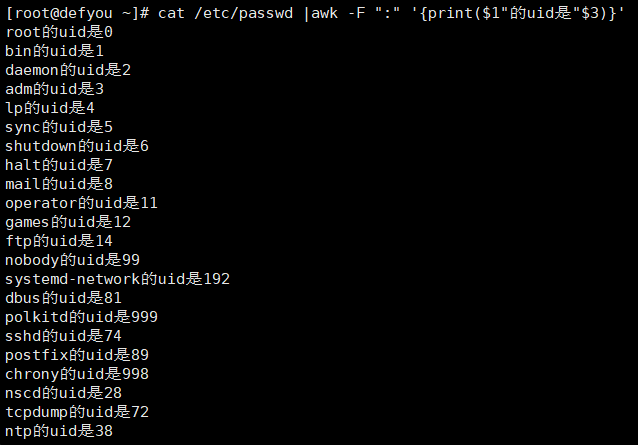 [root@defyou ~]# cat /etc/passwd |awk -F ":" '{print($1"的uid是"$3)}'
root的uid是0
bin的uid是1
daemon的uid是2
adm的uid是3
lp的uid是4
sync的uid是5
shutdown的uid是6
halt的uid是7
mail的uid是8
operator的uid是11
games的uid是12
ftp的uid是14
nobody的uid是99
systemd-network的uid是192
dbus的uid是81
polkitd的uid是999
sshd的uid是74
postfix的uid是89
chrony的uid是998
nscd的uid是28
tcpdump的uid是72
ntp的uid是38